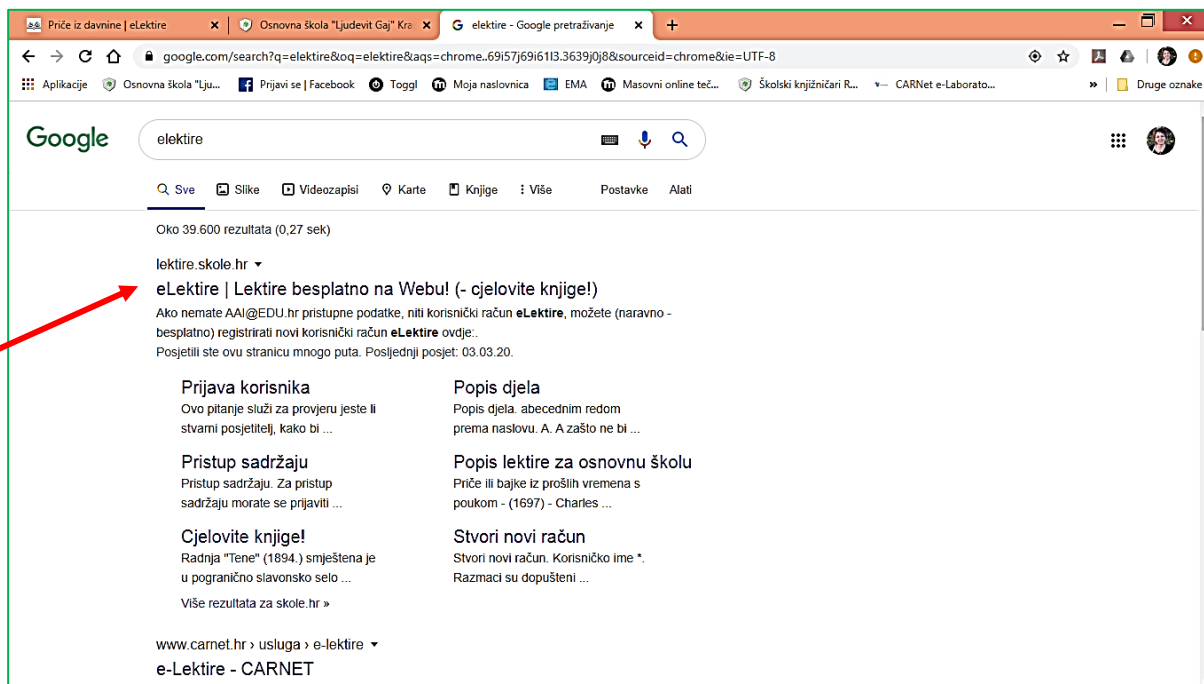 Priče iz davnine | eLektire
Osnovna škola "Ljudevit Gaj" Kra
elektire - Google pretraživanje
google.com/search?q=elektire&oq=elektire&aqs=chrome..69i57j69i61l3.3639j0j8&sourceid=chrome&ie=UTF-8
Aplikacije Osnovna škola "Lju... Prijavi se | Facebook Toggl Moja naslovnica EMA Masovni online teč... Školski knjižničari R... CARNet e-Laborato... » Druge oznake
Google elektire
Sve Slike Videozapisi Karte Knjige Više Postavke Alati
Oko 39.600 rezultata (0,27 sek)
lektire.skole.hr
eLektire | Lektire besplatno na Webu! (- cjelovite knjige!)
Ako nemate AAI@EDU.hr pristupne podatke, niti korisnički račun eLektire, možete (naravno -
besplatno) registrirati novi korisnički račun eLektire ovdje:.
Posjetili ste ovu stranicu mnogo puta. Posljednji posjet: 03.03.20.
Prijava korisnika
Ovo pitanje služi za provjeru jeste li
stvarni posjetitelj, kako bi ...
Popis djela
Popis djela. abecednim redom
prema naslovu. A. A zašto ne bi ...
Pristup sadržaju
Pristup sadržaju. Za pristup
sadržaju morate se prijaviti ...
Popis lektire za osnovnu školu
Priče ili bajke iz prošlih vremena s
poukom - (1697) - Charles ...
Cjelovite knjige!
Radnja "Tene" (1894.) smještena je
u pogranično slavonsko selo ...
Stvori novi račun
Stvori novi račun. Korisničko ime *.
Razmaci su dopušteni ...
Više rezultata za skole.hr »
www.carnet.hr › usluga › e-lektire
e-Lektire - CARNET